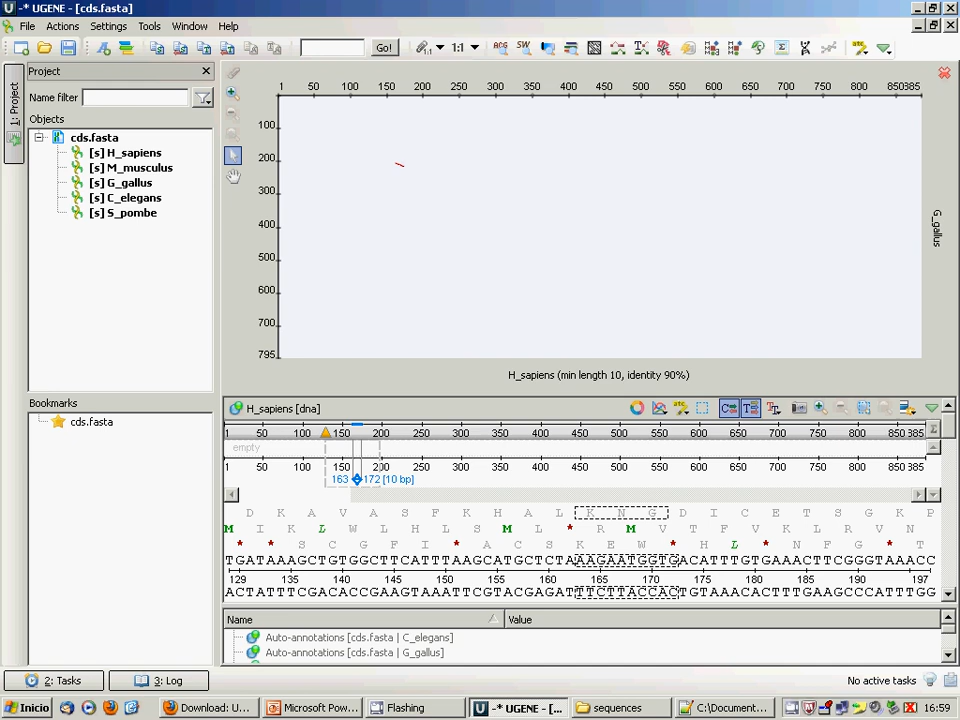 -* UGENE - [cds.fasta]
File Actions Settings Tools Window Help
Go! 1:1
1: Project
Project
Name filter
Objects
cds.fasta
[s] H_sapiens
[s] M_musculus
[s] G_gallus
[s] C_elegans
[s] S_pombe
Bookmarks
cds.fasta
1 50 100 150 200 250 300 350 400 450 500 550 600 650 700 750 800 850 885
100
200
300
400
500
600
700
795
G_gallus
H_sapiens (min length 10, identity 90%)
H_sapiens [dna]
1 50 100 150 200 250 300 350 400 450 500 550 600 650 700 750 800 850 885
empty
1 50 100 150 200 250 300 350 400 450 500 550 600 650 700 750 800 850 885
163 172 [10 bp]
D K A V A S F K H A L K N G D I C E T S G K P
M I K L W L H L S M L * R M V T F V K L R V N
* * S C G F I * A C S K E W * H L * N F G * T
TGATAAAGCTGTGGCTTCATTTAAGCATGCTCTAAAGAATGGTGACATTTGTGAAACTTCGGGTAAACC
129 135 140 145 150 155 160 165 170 175 180 185 190 197
ACTATTTCGACACCGAAGTAAATTCGTACGAGATTTCTTACCACTGTAAACACTTTGAAGCCCATTTGG
Name Value
Auto-annotations [cds.fasta | C_elegans]
Auto-annotations [cds.fasta | G_gallus]
2: Tasks 3: Log No active tasks
Inicio Download: U... Microsoft Pow... Flashing -* UGENE - [... sequences C:\Document... 16:59